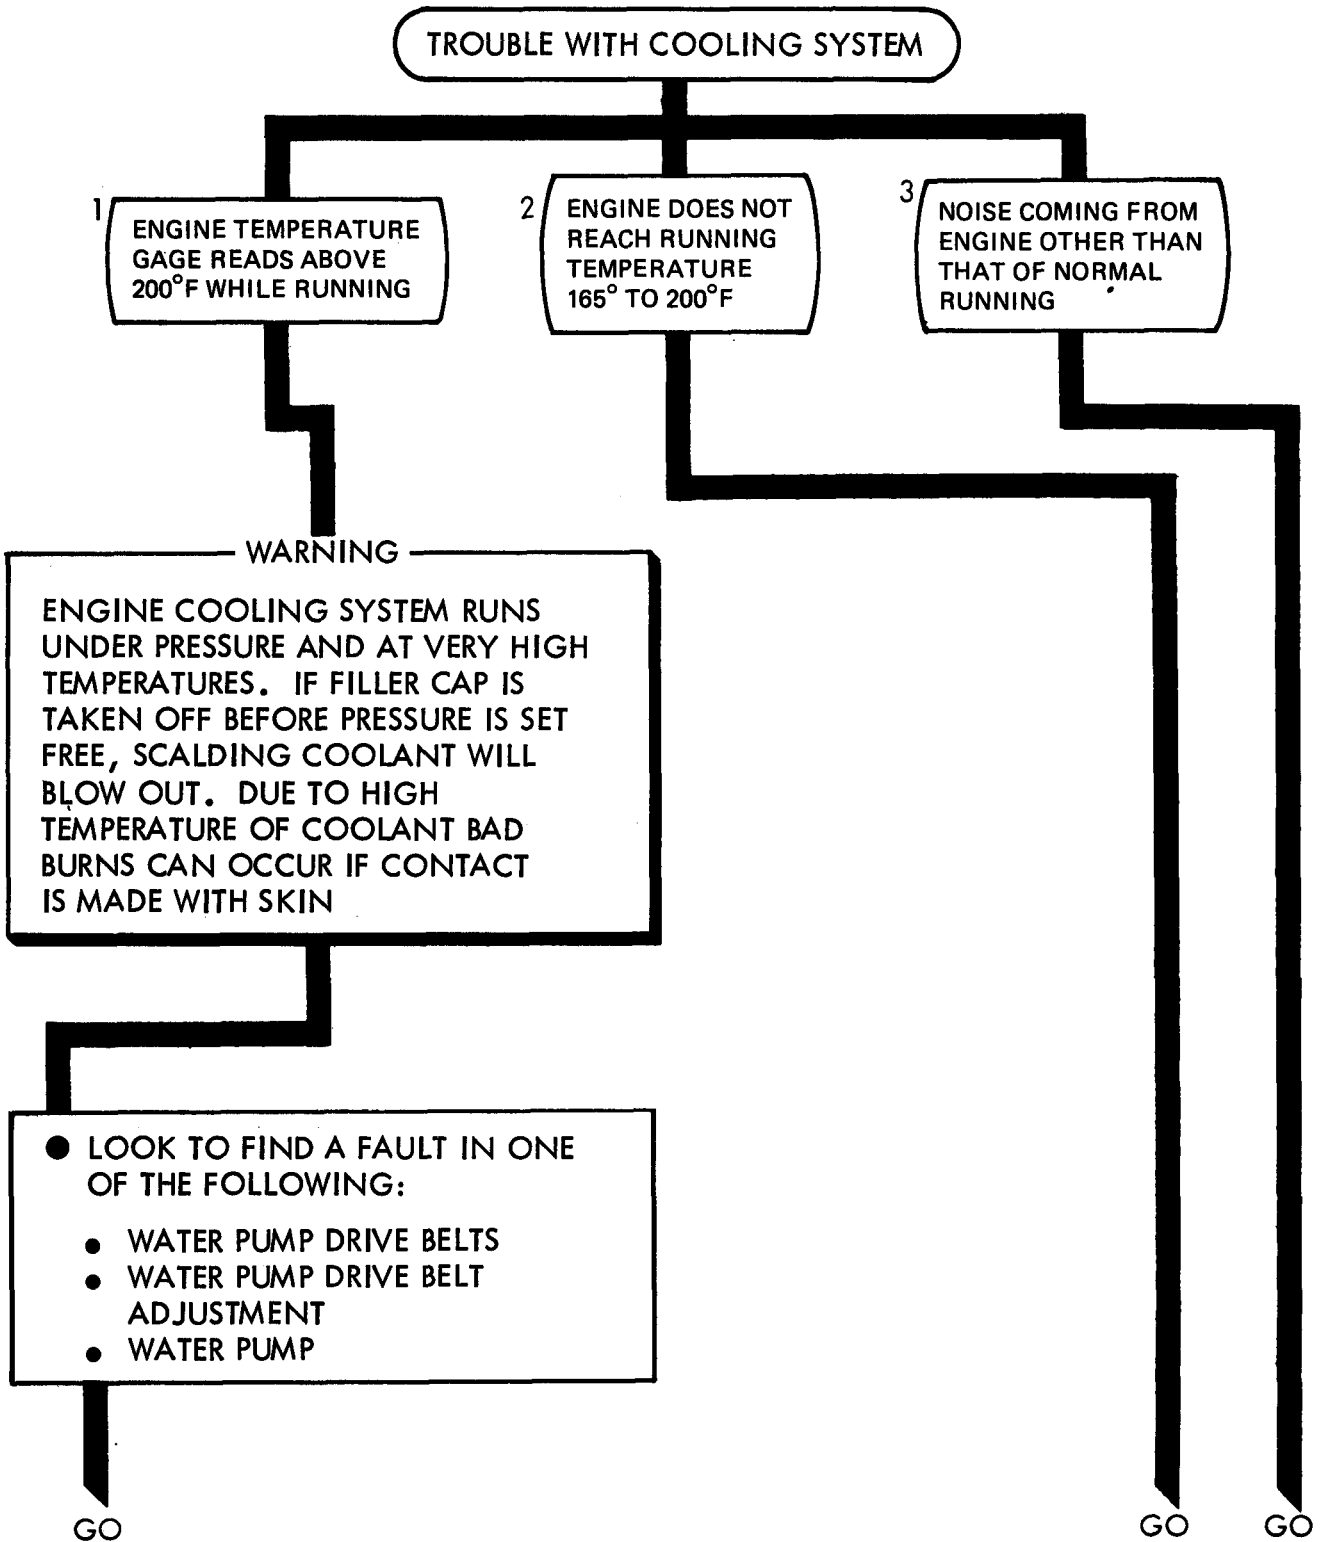 TROUBLE WITH COOLING SYSTEM
1
ENGINE TEMPERATURE
GAGE READS ABOVE
200°F WHILE RUNNING
2
ENGINE DOES NOT
REACH RUNNING
TEMPERATURE
165° TO 200°F
3
NOISE COMING FROM
ENGINE OTHER THAN
THAT OF NORMAL
RUNNING
WARNING
ENGINE COOLING SYSTEM RUNS
UNDER PRESSURE AND AT VERY HIGH
TEMPERATURES. IF FILLER CAP IS
TAKEN OFF BEFORE PRESSURE IS SET
FREE, SCALDING COOLANT WILL
BLOW OUT. DUE TO HIGH
TEMPERATURE OF COOLANT BAD
BURNS CAN OCCUR IF CONTACT
IS MADE WITH SKIN
● LOOK TO FIND A FAULT IN ONE
OF THE FOLLOWING:
● WATER PUMP DRIVE BELTS
● WATER PUMP DRIVE BELT
ADJUSTMENT
● WATER PUMP
GO
GO
GO